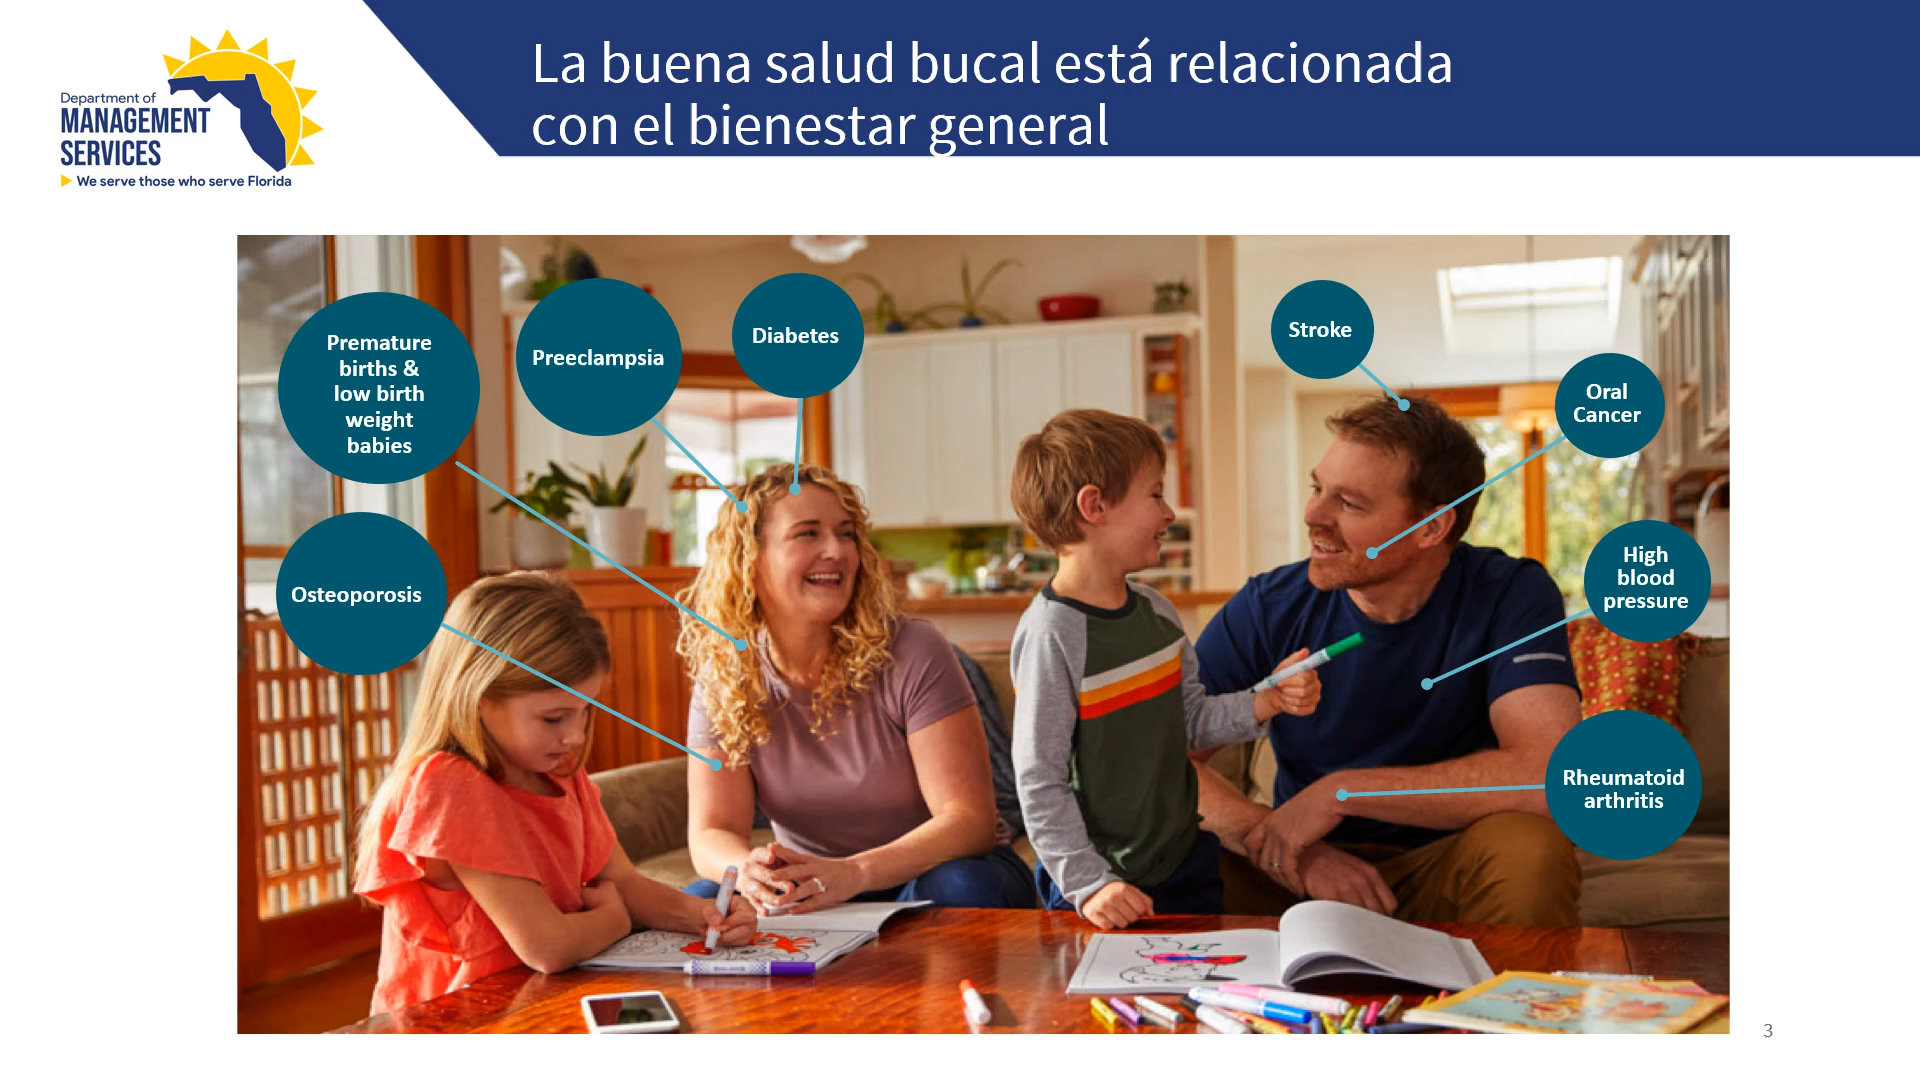 Department of
MANAGEMENT
SERVICES
We serve those who serve Florida
La buena salud bucal está relacionada
con el bienestar general
Premature
births &
low birth
weight
babies
Preeclampsia
Diabetes
Stroke
Oral
Cancer
Osteoporosis
High
blood
pressure
Rheumatoid
arthritis
3